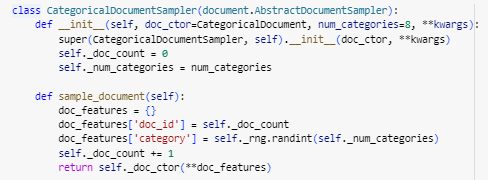 class CategoricalDocumentSampler(document.AbstractDocumentSampler):
    def __init__(self, doc_ctor=CategoricalDocument, num_categories=8, **kwargs):
        super(CategoricalDocumentSampler, self).__init__(doc_ctor, **kwargs)
        self._doc_count = 0
        self._num_categories = num_categories

    def sample_document(self):
        doc_features = {}
        doc_features['doc_id'] = self._doc_count
        doc_features['category'] = self._rng.randint(self._num_categories)
        self._doc_count += 1
        return self._doc_ctor(**doc_features)